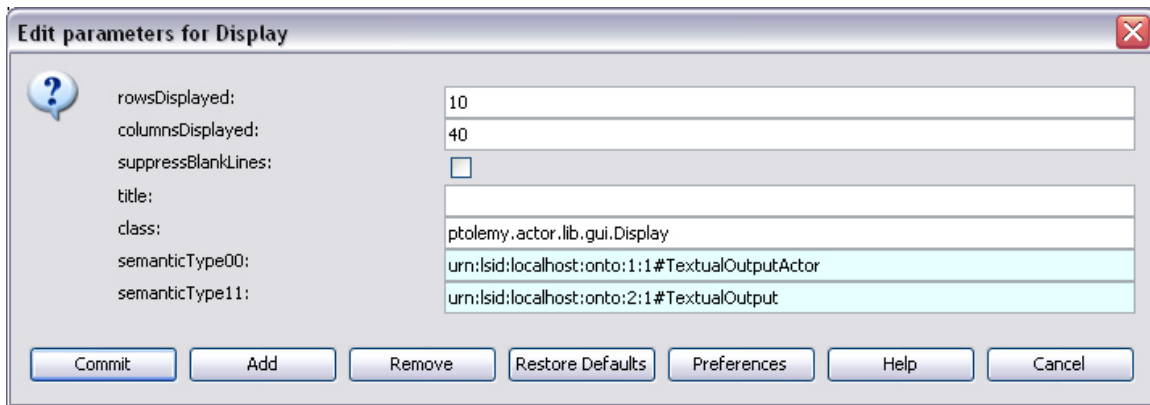 Edit parameters for Display
rowsDisplayed: 10
columnsDisplayed: 40
suppressBlankLines:
title:
class: ptolemy.actor.lib.gui.Display
semanticType00: urn:lsid:localhost:onto:1:1#TextualOutputActor
semanticType11: urn:lsid:localhost:onto:2:1#TextualOutput
Commit Add Remove Restore Defaults Preferences Help Cancel